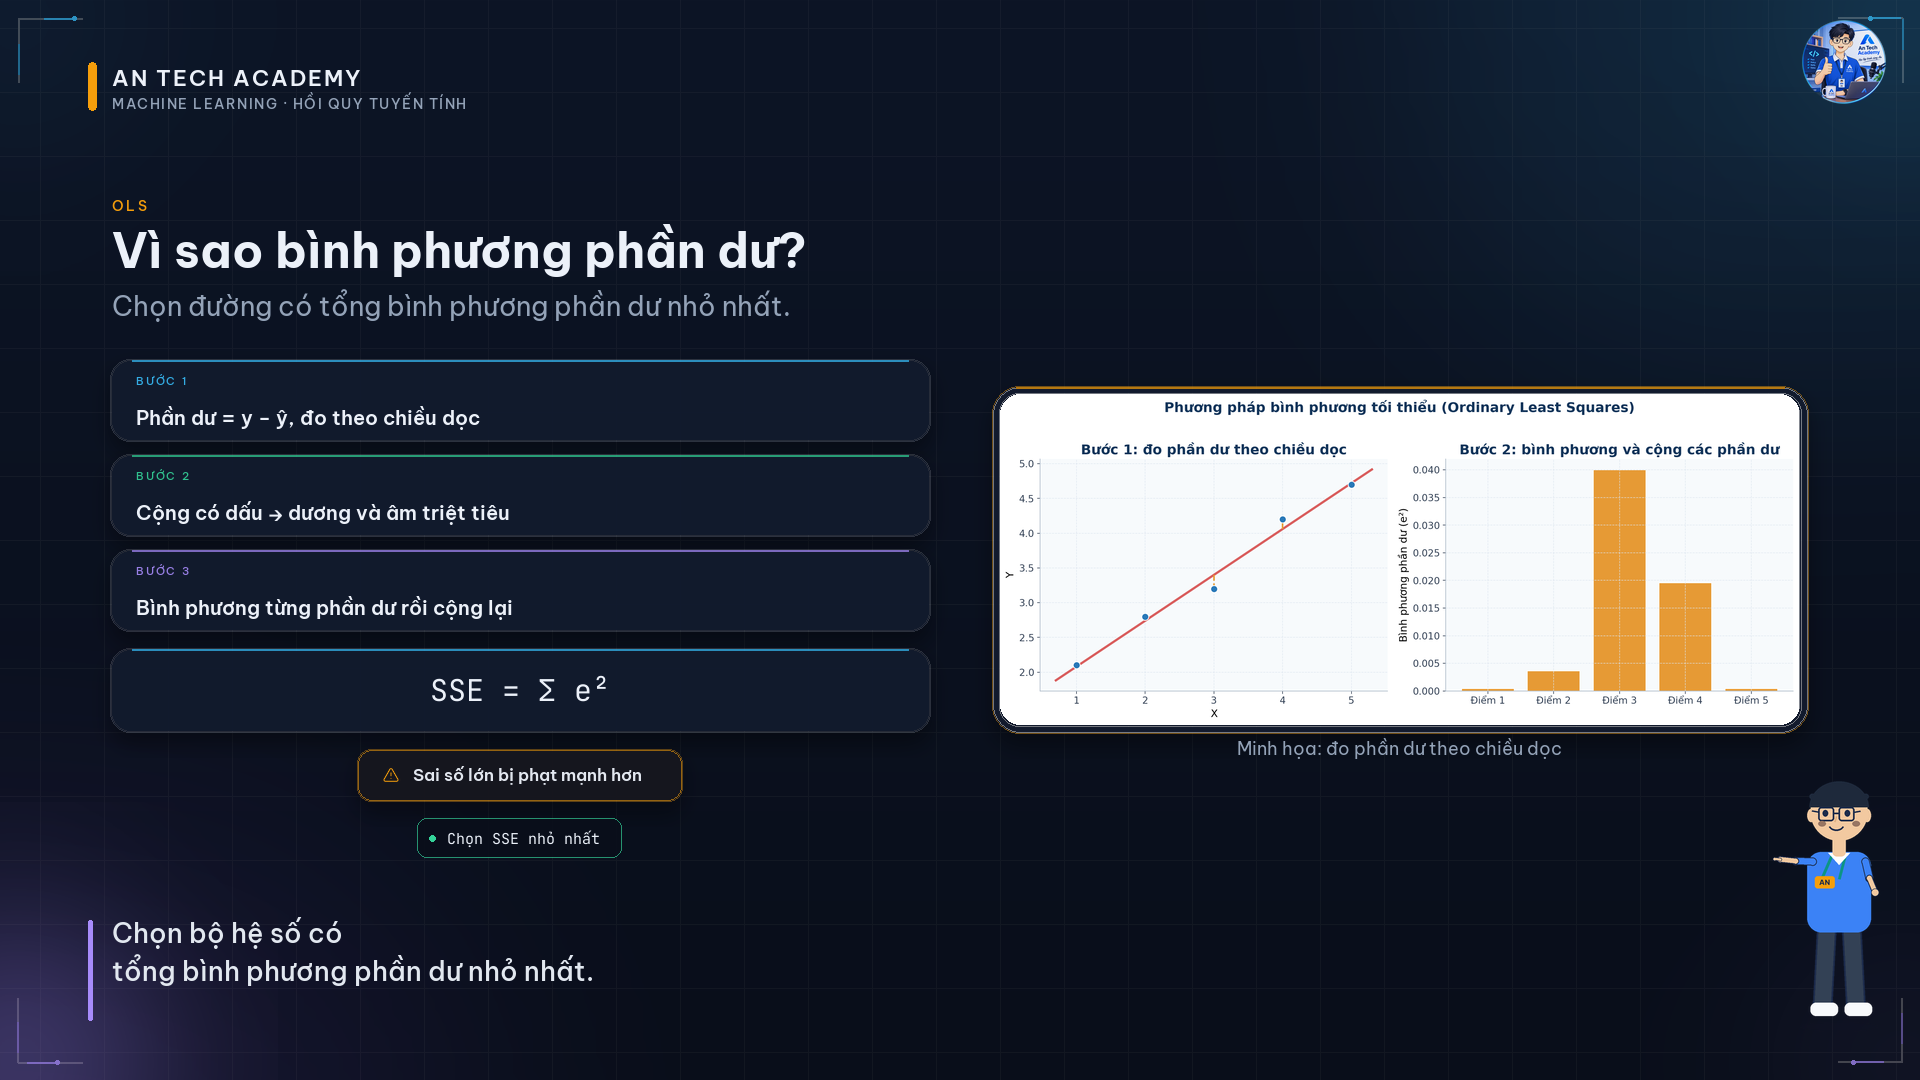 AN TECH ACADEMY
MACHINE LEARNING · HỒI QUY TUYẾN TÍNH
An Tech
Academy
OLS
Vì sao bình phương phần dư?
Chọn đường có tổng bình phương phần dư nhỏ nhất.
BƯỚC 1
Phần dư = y − ŷ, đo theo chiều dọc
BƯỚC 2
Cộng có dấu → dương và âm triệt tiêu
BƯỚC 3
Bình phương từng phần dư rồi cộng lại
SSE = Σ e²
Sai số lớn bị phạt mạnh hơn
Chọn SSE nhỏ nhất
Phương pháp bình phương tối thiểu (Ordinary Least Squares)
Bước 1: đo phần dư theo chiều dọc
5.0
4.5
4.0
3.5
3.0
2.5
2.0
Y
1 2 3 4 5
X
Bước 2: bình phương và cộng các phần dư
0.040
0.035
0.030
0.025
0.020
0.015
0.010
0.005
0.000
Bình phương phần dư (e²)
Điểm 1 Điểm 2 Điểm 3 Điểm 4 Điểm 5
Minh họa: đo phần dư theo chiều dọc
AN
Chọn bộ hệ số có
tổng bình phương phần dư nhỏ nhất.